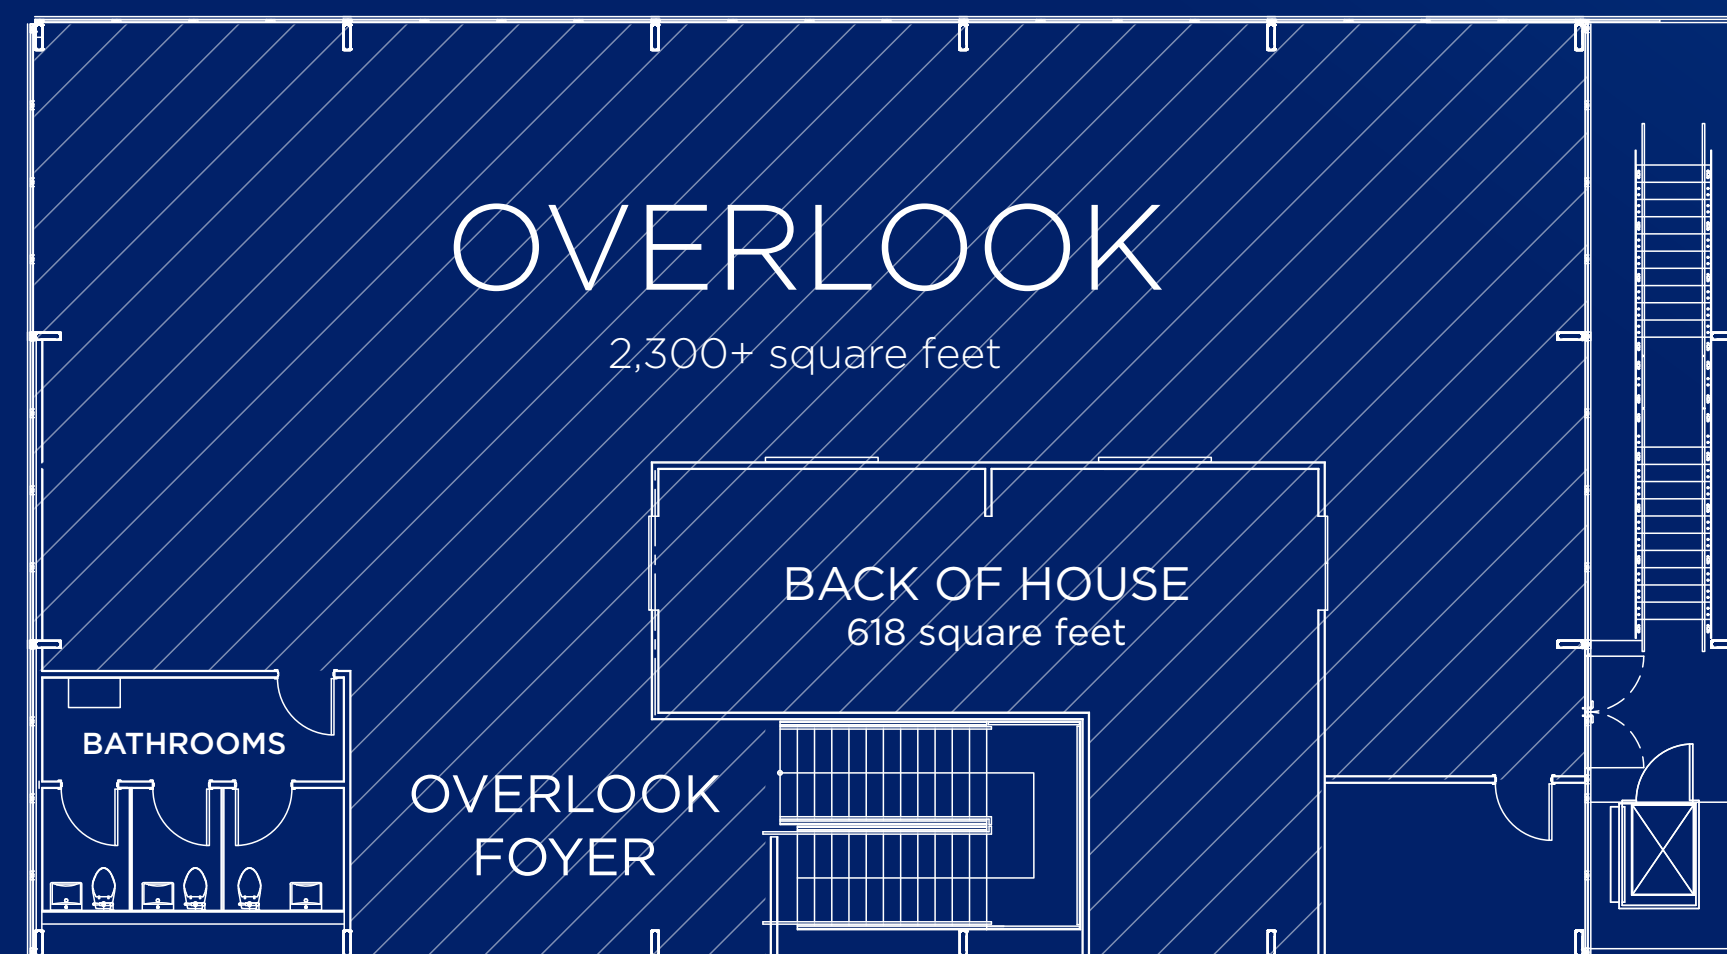 OVERLOOK
2,300+ square feet
BACK OF HOUSE
618 square feet
BATHROOMS
OVERLOOK
FOYER